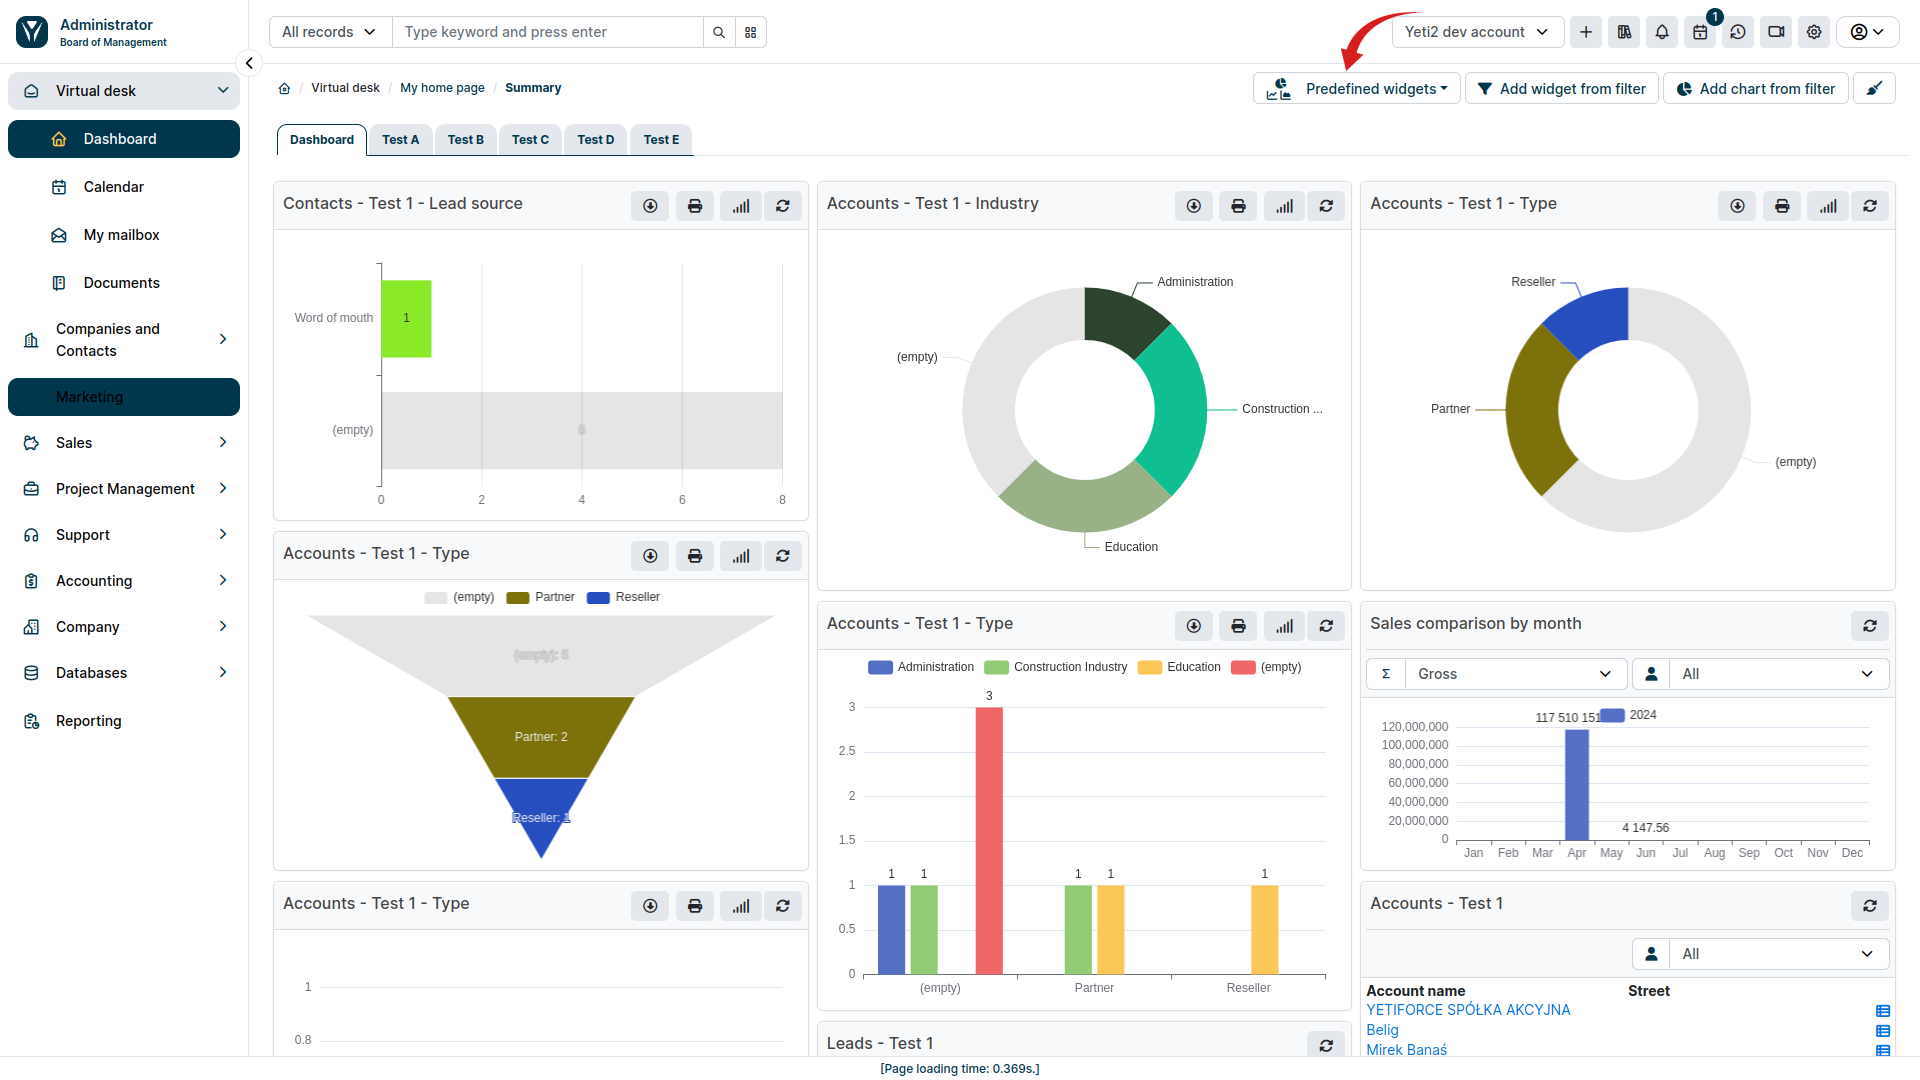 Administrator
Board of Management
All records
Type keyword and press enter
Yeti2 dev account
1
Virtual desk
Dashboard
Calendar
My mailbox
Documents
Companies and
Contacts
Marketing
Sales
Project Management
Support
Accounting
Company
Databases
Reporting
/ Virtual desk / My home page / Summary
Predefined widgets
Add widget from filter
Add chart from filter
Dashboard
Test A
Test B
Test C
Test D
Test E
Contacts - Test 1 - Lead source
Word of mouth
1
(empty)
8
0 2 4 6 8
Accounts - Test 1 - Industry
Administration
(empty)
Construction ...
Education
Accounts - Test 1 - Type
Reseller
Partner
(empty)
Accounts - Test 1 - Type
(empty) Partner Reseller
(empty): 5
Partner: 2
Reseller: 1
Accounts - Test 1 - Type
Administration Construction Industry Education (empty)
3
3
2.5
2
1.5
1 1 1 1 1
1
0.5
0
(empty) Partner Reseller
Sales comparison by month
Σ Gross
All
117 510 151
2024
120,000,000
100,000,000
80,000,000
60,000,000
40,000,000
20,000,000
4 147.56
0
Jan Feb Mar Apr May Jun Jul Aug Sep Oct Nov Dec
Accounts - Test 1 - Type
1
0.8
Leads - Test 1
Accounts - Test 1
All
Account name Street
YETIFORCE SPÓŁKA AKCYJNA
Belig
Mirek Banaś
[Page loading time: 0.369s.]